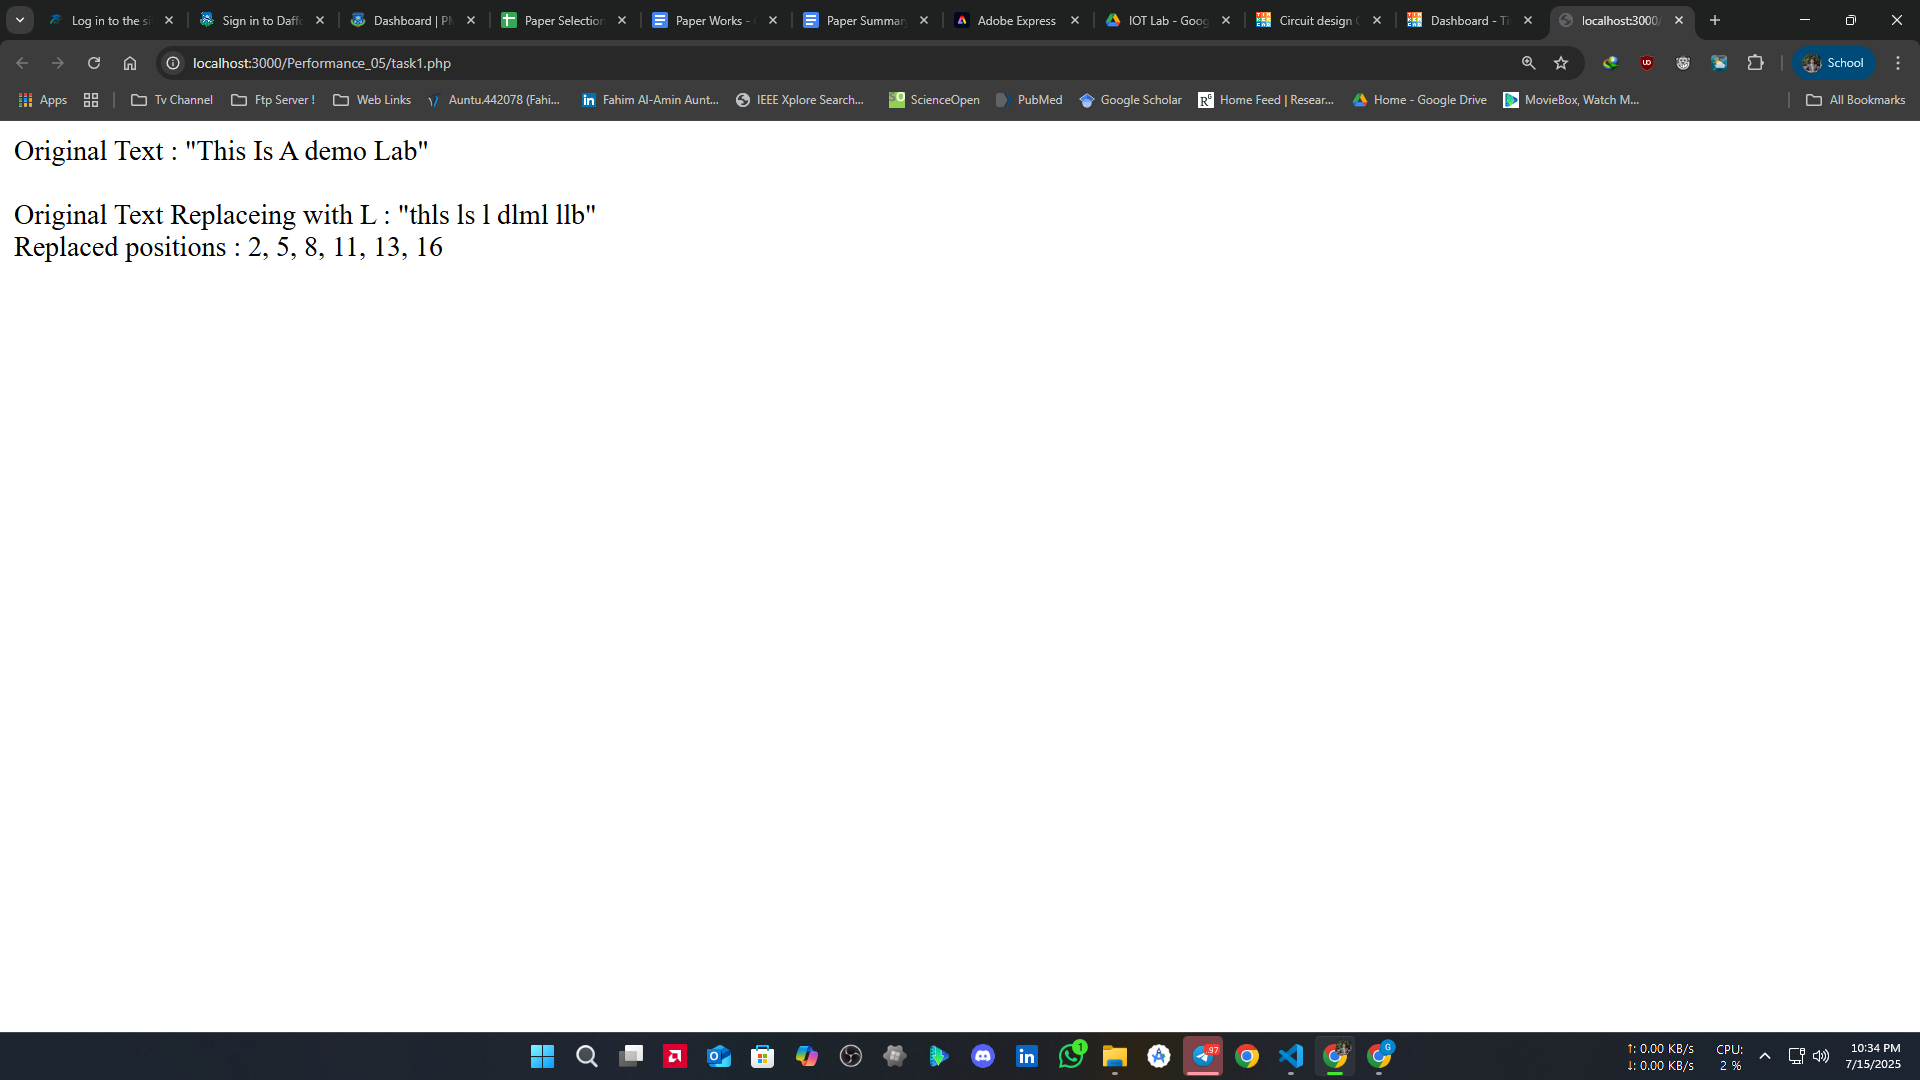 Log in to the si
Sign in to Daffo
Dashboard | PM
Paper Selection
Paper Works -
Paper Summar
Adobe Express
IOT Lab - Goog
Circuit design
Dashboard - Ti
localhost:3000/
localhost:3000/Performance_05/task1.php
School
Apps
Tv Channel
Ftp Server !
Web Links
Auntu.442078 (Fahi...
Fahim Al-Amin Aunt...
IEEE Xplore Search...
ScienceOpen
PubMed
Google Scholar
Home Feed | Resear...
Home - Google Drive
MovieBox, Watch M...
All Bookmarks
Original Text : "This Is A demo Lab"
Original Text Replaceing with L : "thls ls l dlml llb"
Replaced positions : 2, 5, 8, 11, 13, 16
1
97
G
↑: 0.00 KB/s
↓: 0.00 KB/s
CPU:
2 %
10:34 PM
7/15/2025